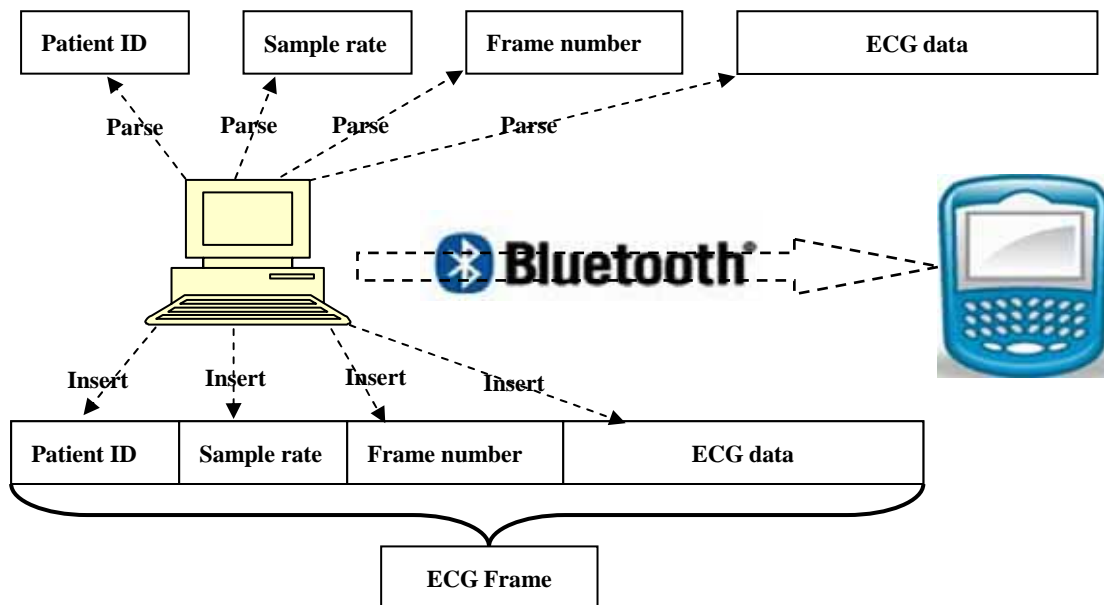 Patient ID
Sample rate
Frame number
ECG data
Parse
Parse
Parse
Parse
Bluetooth®
Insert
Insert
Insert
Insert
Patient ID
Sample rate
Frame number
ECG data
ECG Frame